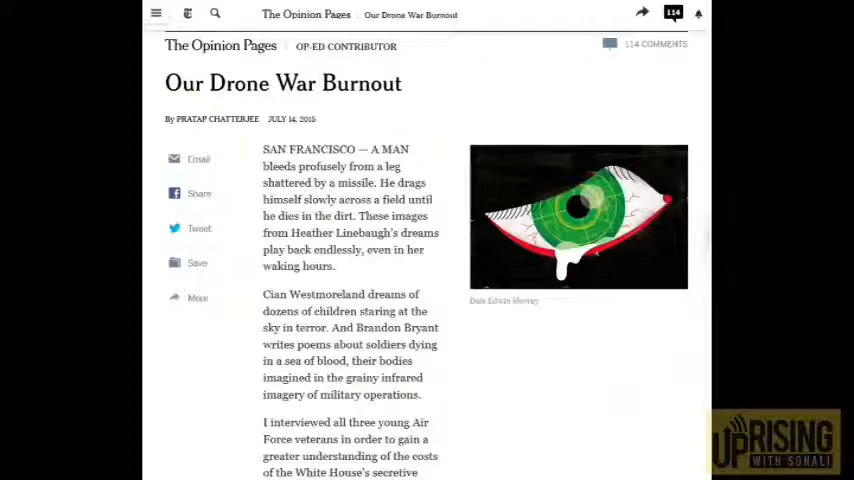 The Opinion Pages | Our Drone War Burnout
114
The Opinion Pages | OP-ED CONTRIBUTOR
114 COMMENTS
Our Drone War Burnout
By PRATAP CHATTERJEE JULY 14, 2015
Email
Share
Tweet
Save
More
SAN FRANCISCO — A MAN
bleeds profusely from a leg
shattered by a missile. He drags
himself slowly across a field until
he dies in the dirt. These images
from Heather Linebaugh's dreams
play back endlessly, even in her
waking hours.
Dale Edwin Murray
Cian Westmoreland dreams of
dozens of children staring at the
sky in terror. And Brandon Bryant
writes poems about soldiers dying
in a sea of blood, their bodies
imagined in the grainy infrared
imagery of military operations.
I interviewed all three young Air
Force veterans in order to gain a
greater understanding of the costs
of the White House's secretive
UPRISING
WITH SONALI